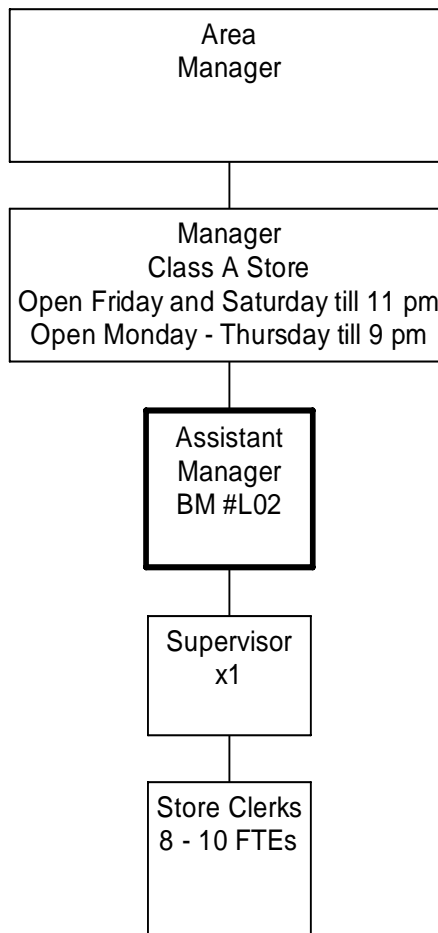 Area
Manager
Manager
Class A Store
Open Friday and Saturday till 11 pm
Open Monday - Thursday till 9 pm
Assistant
Manager
BM #L02
Supervisor
x1
Store Clerks
8 - 10 FTEs